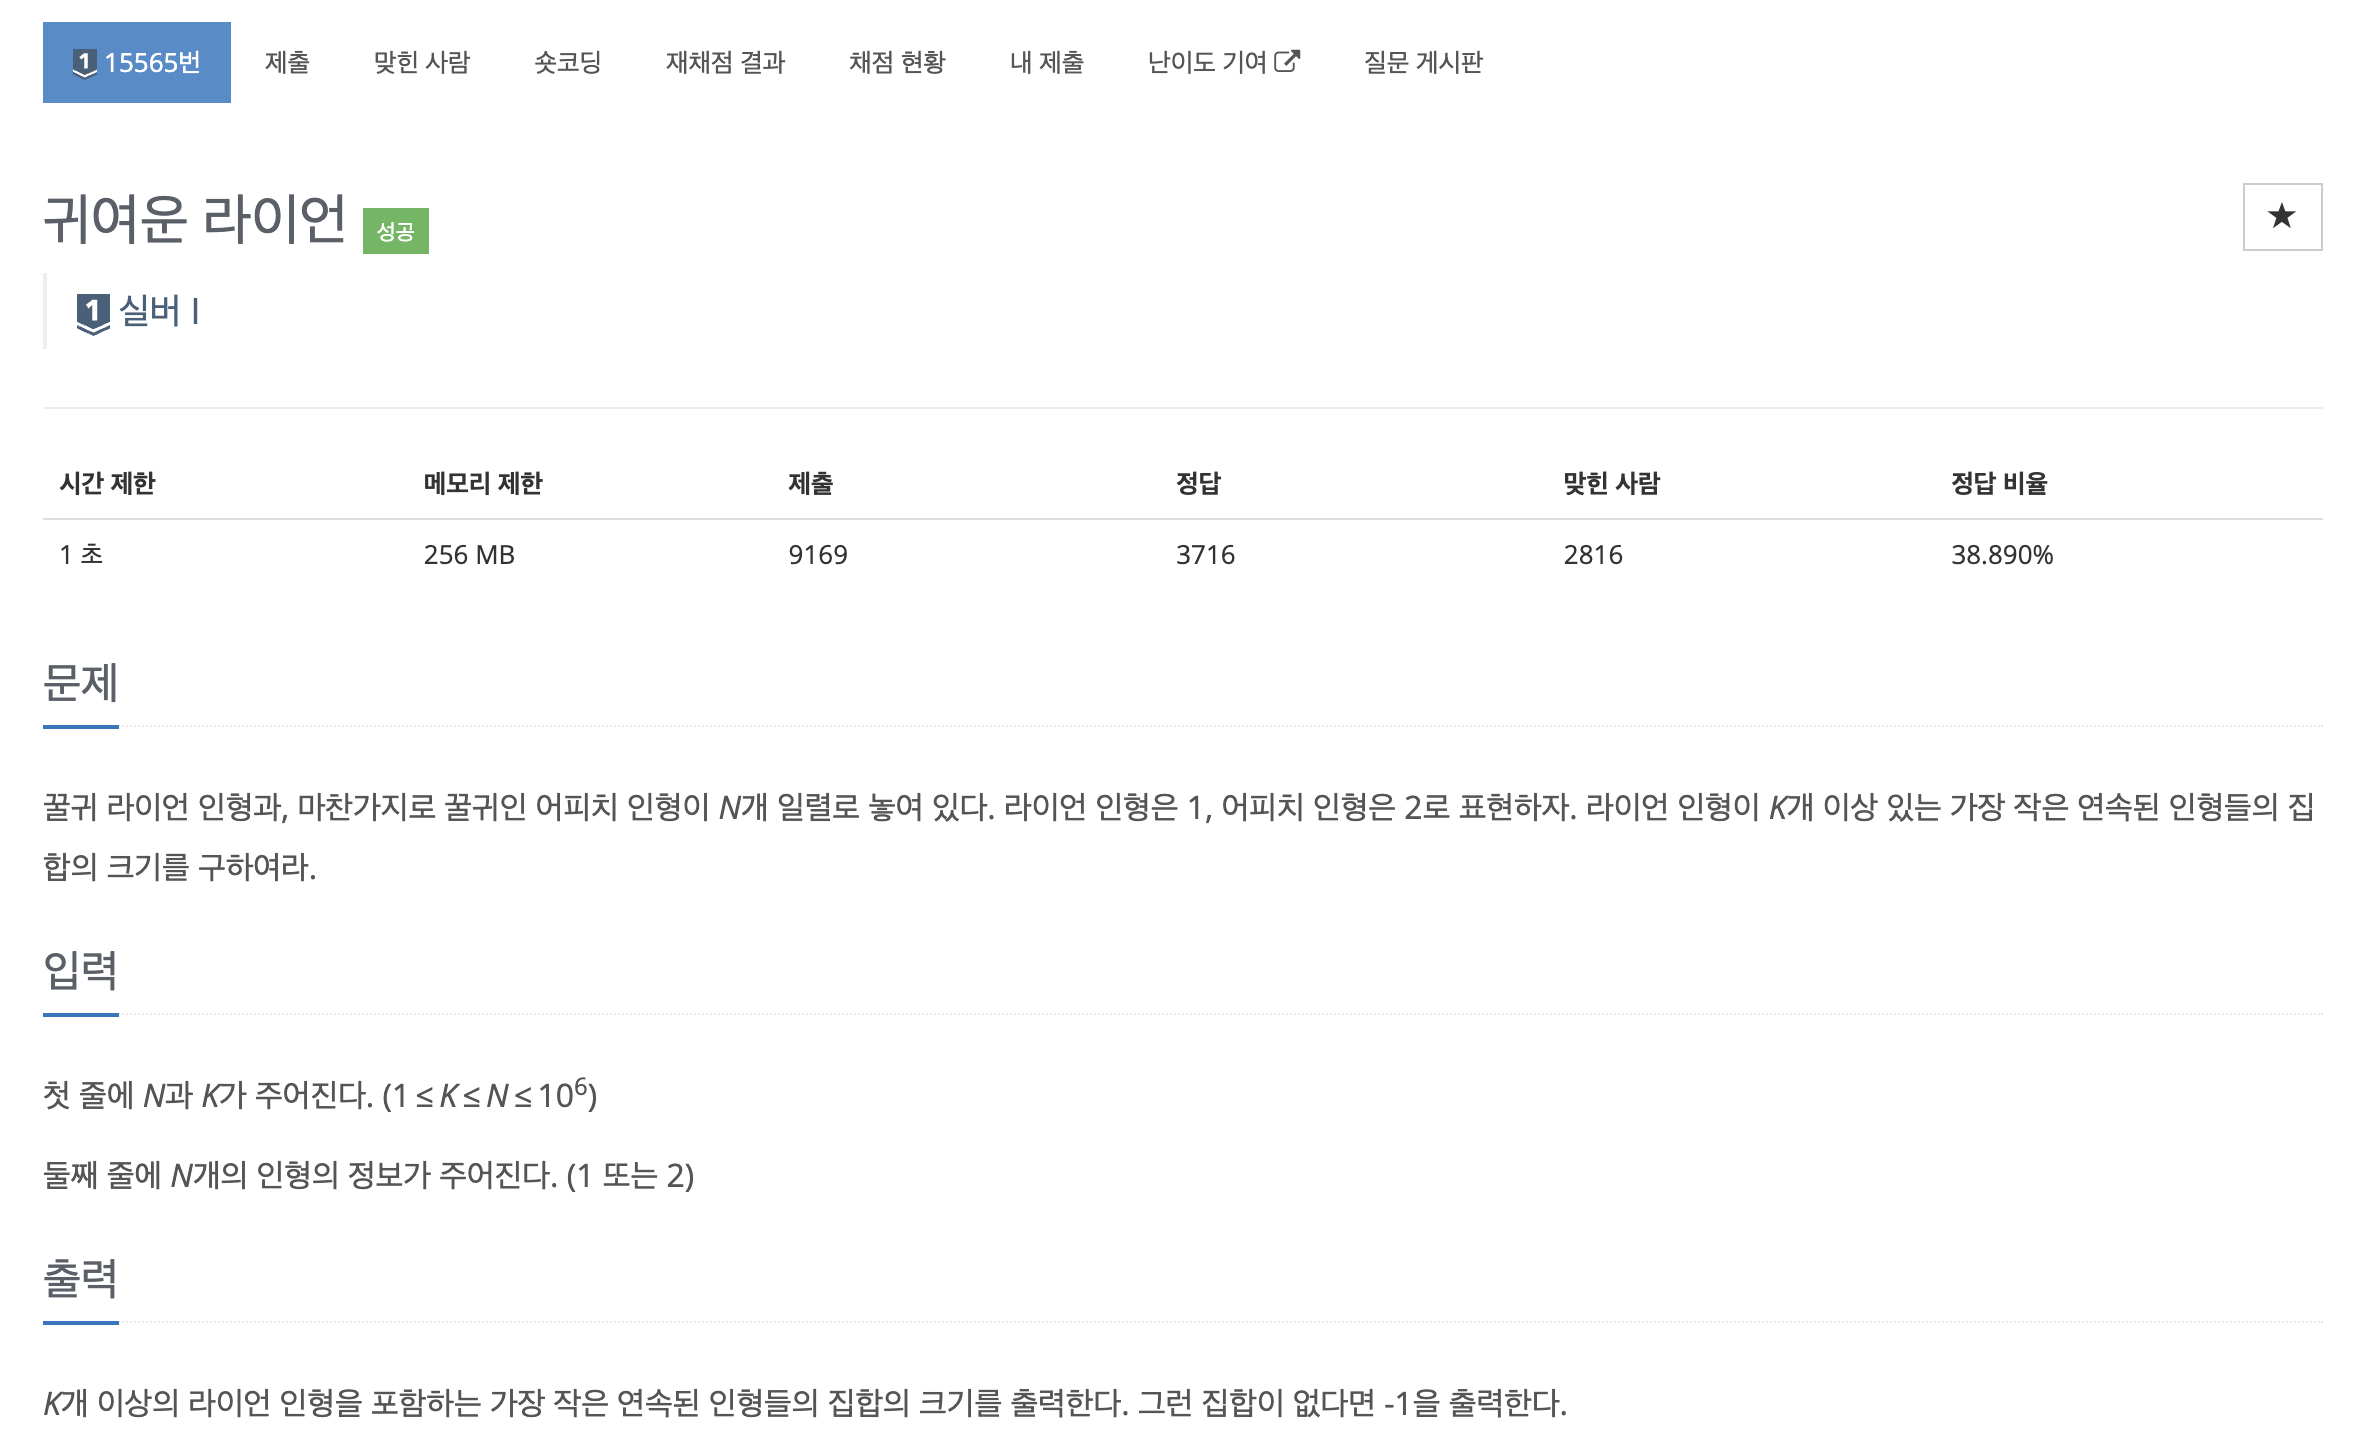 1 15565번 제출 맞힌 사람 숏코딩 재채점 결과 채점 현황 내 제출 난이도 기여 질문 게시판
귀여운 라이언 성공
1 실버 I
시간 제한 메모리 제한 제출 정답 맞힌 사람 정답 비율
1 초 256 MB 9169 3716 2816 38.890%
문제
꿀귀 라이언 인형과, 마찬가지로 꿀귀인 어피치 인형이 N개 일렬로 놓여 있다. 라이언 인형은 1, 어피치 인형은 2로 표현하자. 라이언 인형이 K개 이상 있는 가장 작은 연속된 인형들의 집
합의 크기를 구하여라.
입력
첫 줄에 N과 K가 주어진다. (1 ≤ K ≤ N ≤ 10⁶)
둘째 줄에 N개의 인형의 정보가 주어진다. (1 또는 2)
출력
K개 이상의 라이언 인형을 포함하는 가장 작은 연속된 인형들의 집합의 크기를 출력한다. 그런 집합이 없다면 -1을 출력한다.